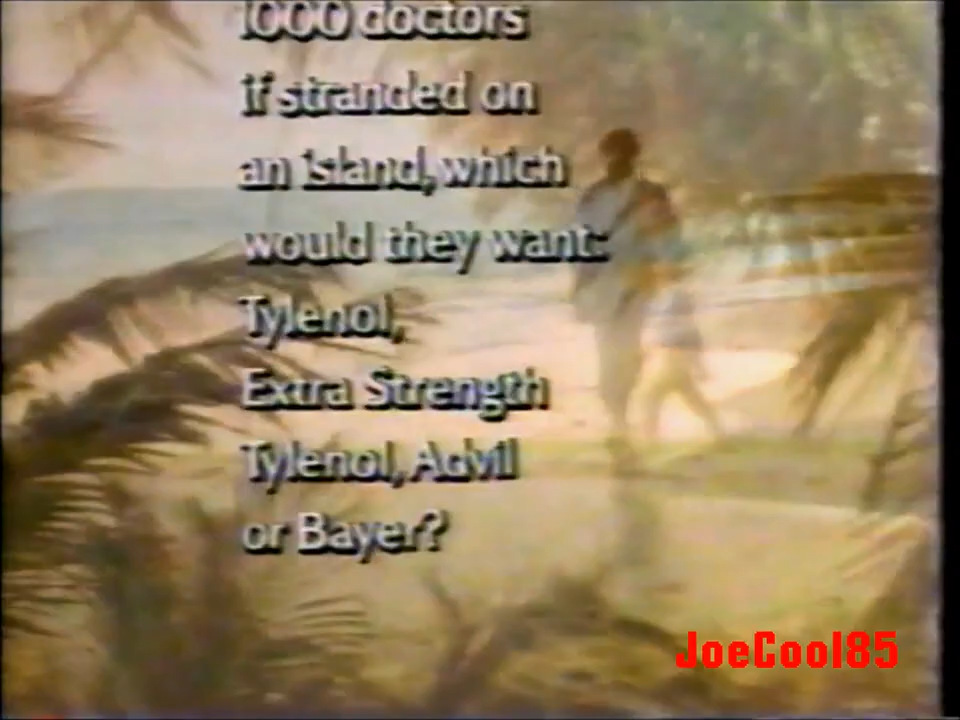 1000 doctors
if stranded on
an island, which
would they want:
Tylenol,
Extra Strength
Tylenol, Advil
or Bayer?
JoeCool85